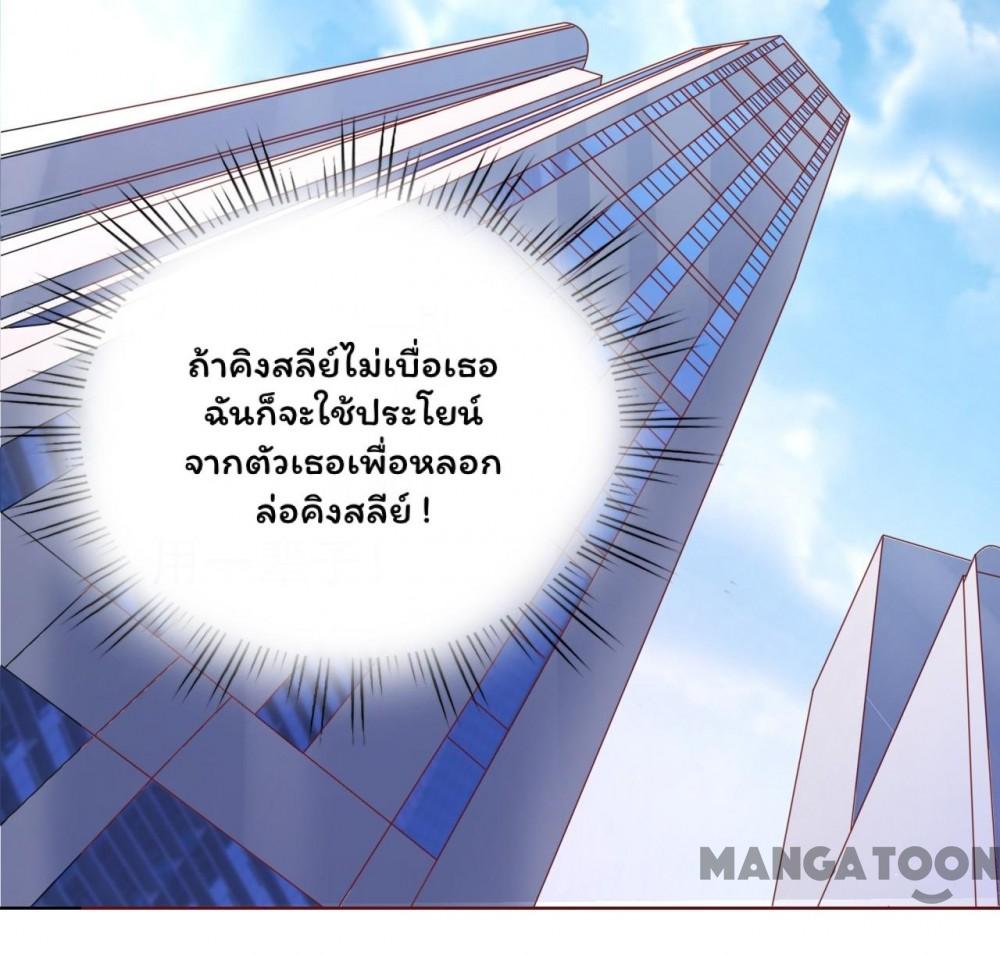 ถ้าคิงสลีย์ไม่เบื่อเธอ
ฉันก็จะใช้ประโยน์
จากตัวเธอเพื่อหลอก
ล่อคิงสลีย์ !
MANGATOON